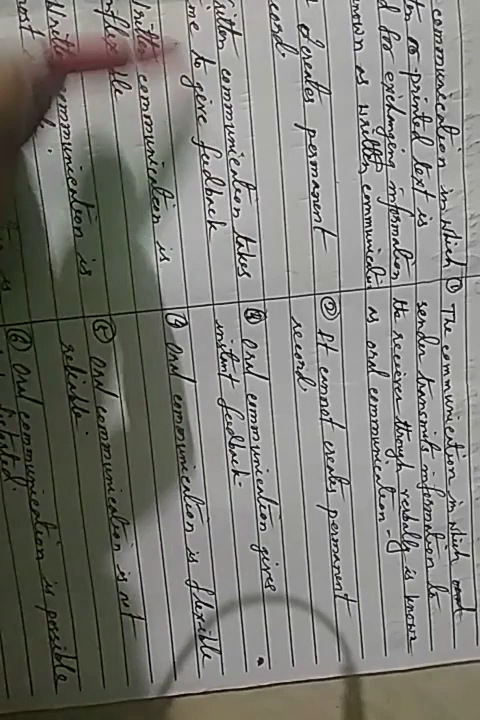 communication in which
or printed text is
for exchanging information
known as written communication
creates permanent
record.
written communication takes
time to give feedback
written communication is
inflexible
Written communication is
most
① The communication in which
sender transmits information to
the reciever through verbally is known
as oral communication.
② It cannot creates permanent
record.
③ Oral communication gives
instant feedback.
④ Oral communication is flexible
⑤ Oral communication is not
reliable.
⑥ Oral communication is possible